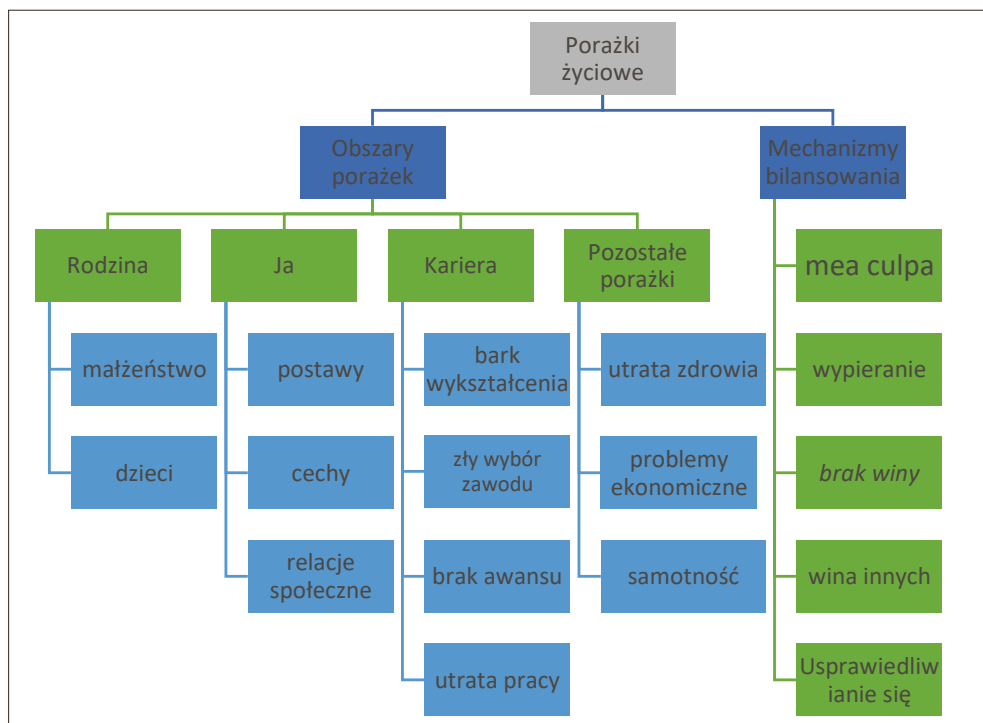 Porażki
życiowe
Obszary
porażek
Mechanizmy
bilansowania
Rodzina
Ja
Kariera
Pozostałe
porażki
mea culpa
małżeństwo
postawy
bark
wykształcenia
utrata zdrowia
wypieranie
dzieci
cechy
zły wybór
zawodu
problemy
ekonomiczne
brak winy
relacje
społeczne
brak awansu
samotność
wina innych
utrata pracy
Usprawiedliw
ianie się